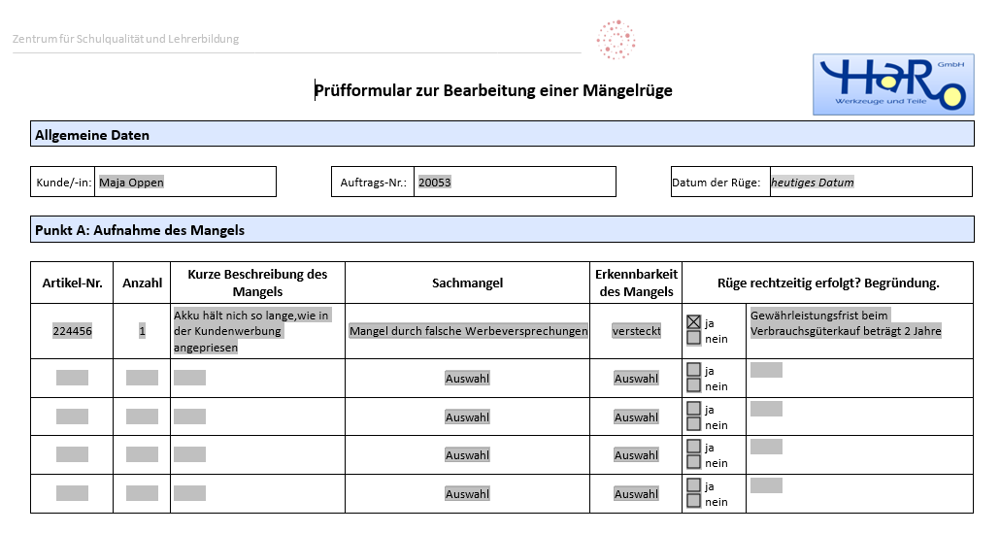 Zentrum für Schulqualität und Lehrerbildung
Prüfformular zur Bearbeitung einer Mängelrüge
HaRo GmbH
Werkzeuge und Teile
Allgemeine Daten
Kunde/-in: Maja Oppen
Auftrags-Nr.: 20053
Datum der Rüge: heutiges Datum
Punkt A: Aufnahme des Mangels
Artikel-Nr.
Anzahl
Kurze Beschreibung des
Mangels
Sachmangel
Erkennbarkeit
des Mangels
Rüge rechtzeitig erfolgt? Begründung.
224456
1
Akku hält nich so lange,wie in
der Kundenwerbung
angepriesen
Mangel durch falsche Werbeversprechungen
versteckt
ja
nein
Gewährleistungsfrist beim
Verbrauchsgüterkauf beträgt 2 Jahre
Auswahl
Auswahl
ja
nein
Auswahl
Auswahl
ja
nein
Auswahl
Auswahl
ja
nein
Auswahl
Auswahl
ja
nein